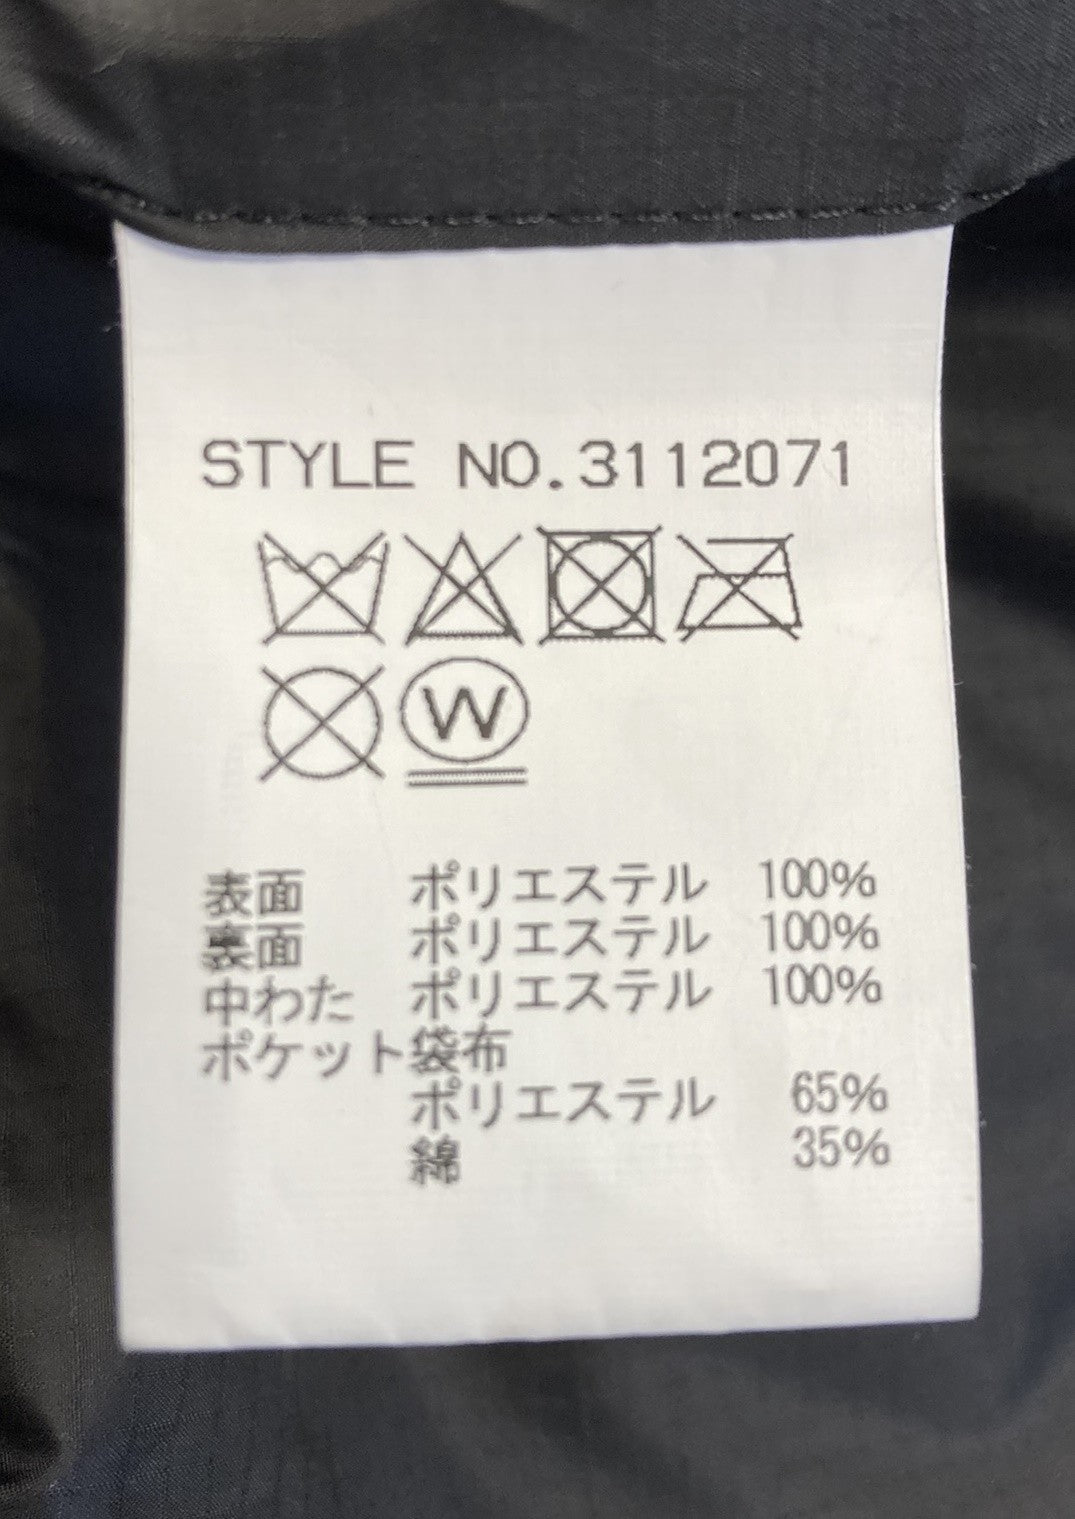 STYLE NO.3112071
W
表面 ポリエステル 100%
裏面 ポリエステル 100%
中わた ポリエステル 100%
ポケット袋布
ポリエステル 65%
綿 35%